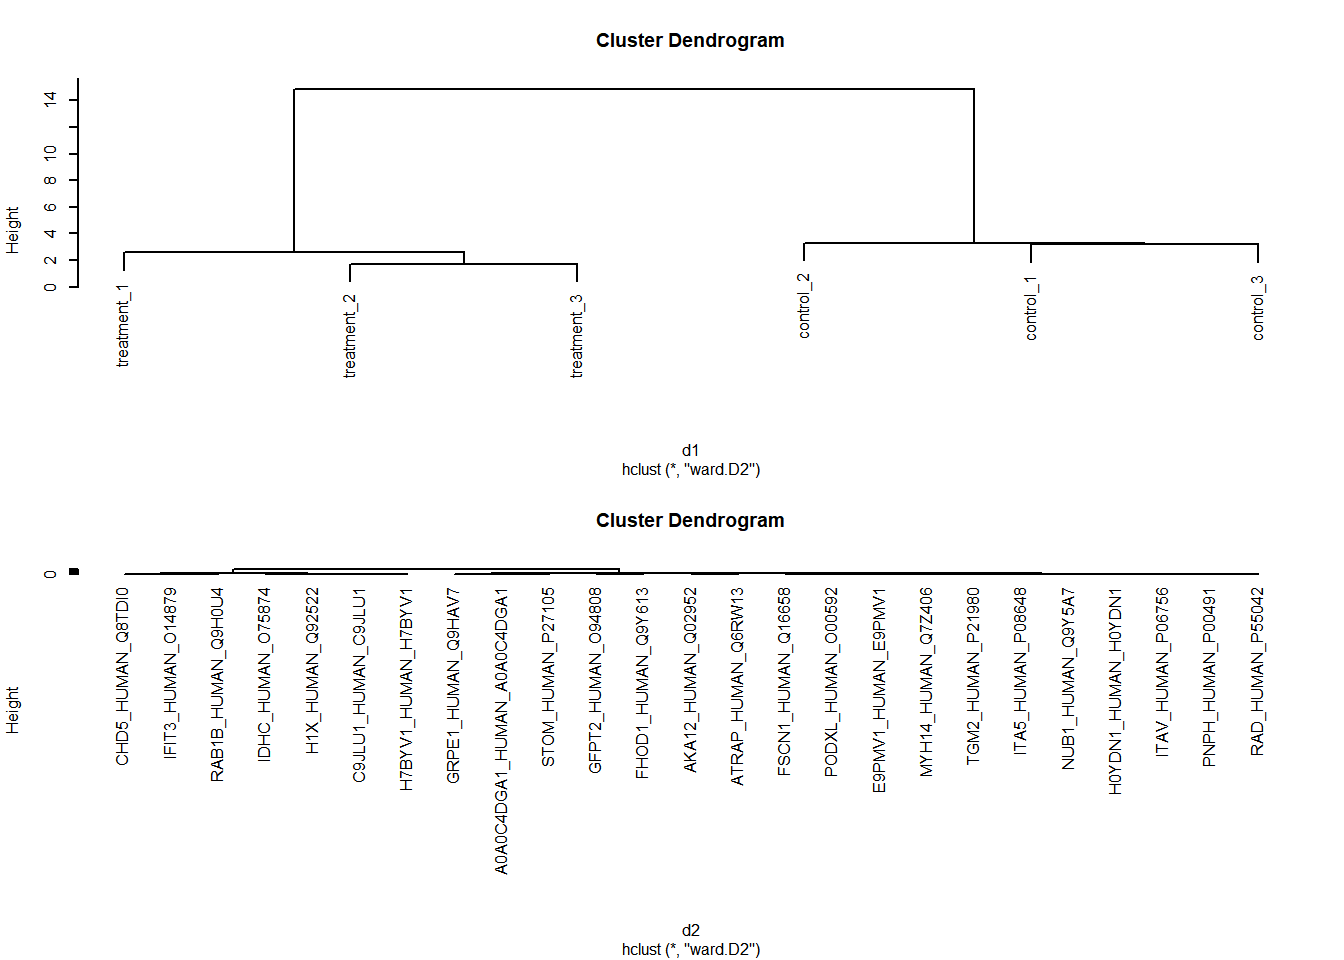 Cluster Dendrogram
Height
14
10
8
6
4
2
0
treatment_1
treatment_2
treatment_3
control_2
control_1
control_3
d1
hclust (*, "ward.D2")
Cluster Dendrogram
Height
0
CHD5_HUMAN_Q8TDI0
IFIT3_HUMAN_O14879
RAB1B_HUMAN_Q9H0U4
IDHC_HUMAN_O75874
H1X_HUMAN_Q92522
C9JLU1_HUMAN_C9JLU1
H7BYV1_HUMAN_H7BYV1
GRPE1_HUMAN_Q9HAV7
A0A0C4DGA1_HUMAN_A0A0C4DGA1
STOM_HUMAN_P27105
GFPT2_HUMAN_O94808
FHOD1_HUMAN_Q9Y613
AKA12_HUMAN_Q02952
ATRAP_HUMAN_Q6RW13
FSCN1_HUMAN_Q16658
PODXL_HUMAN_O00592
E9PMV1_HUMAN_E9PMV1
MYH14_HUMAN_Q7Z406
TGM2_HUMAN_P21980
ITA5_HUMAN_P08648
NUB1_HUMAN_Q9Y5A7
H0YDN1_HUMAN_H0YDN1
ITAV_HUMAN_P06756
PNPH_HUMAN_P00491
RAD_HUMAN_P55042
d2
hclust (*, "ward.D2")